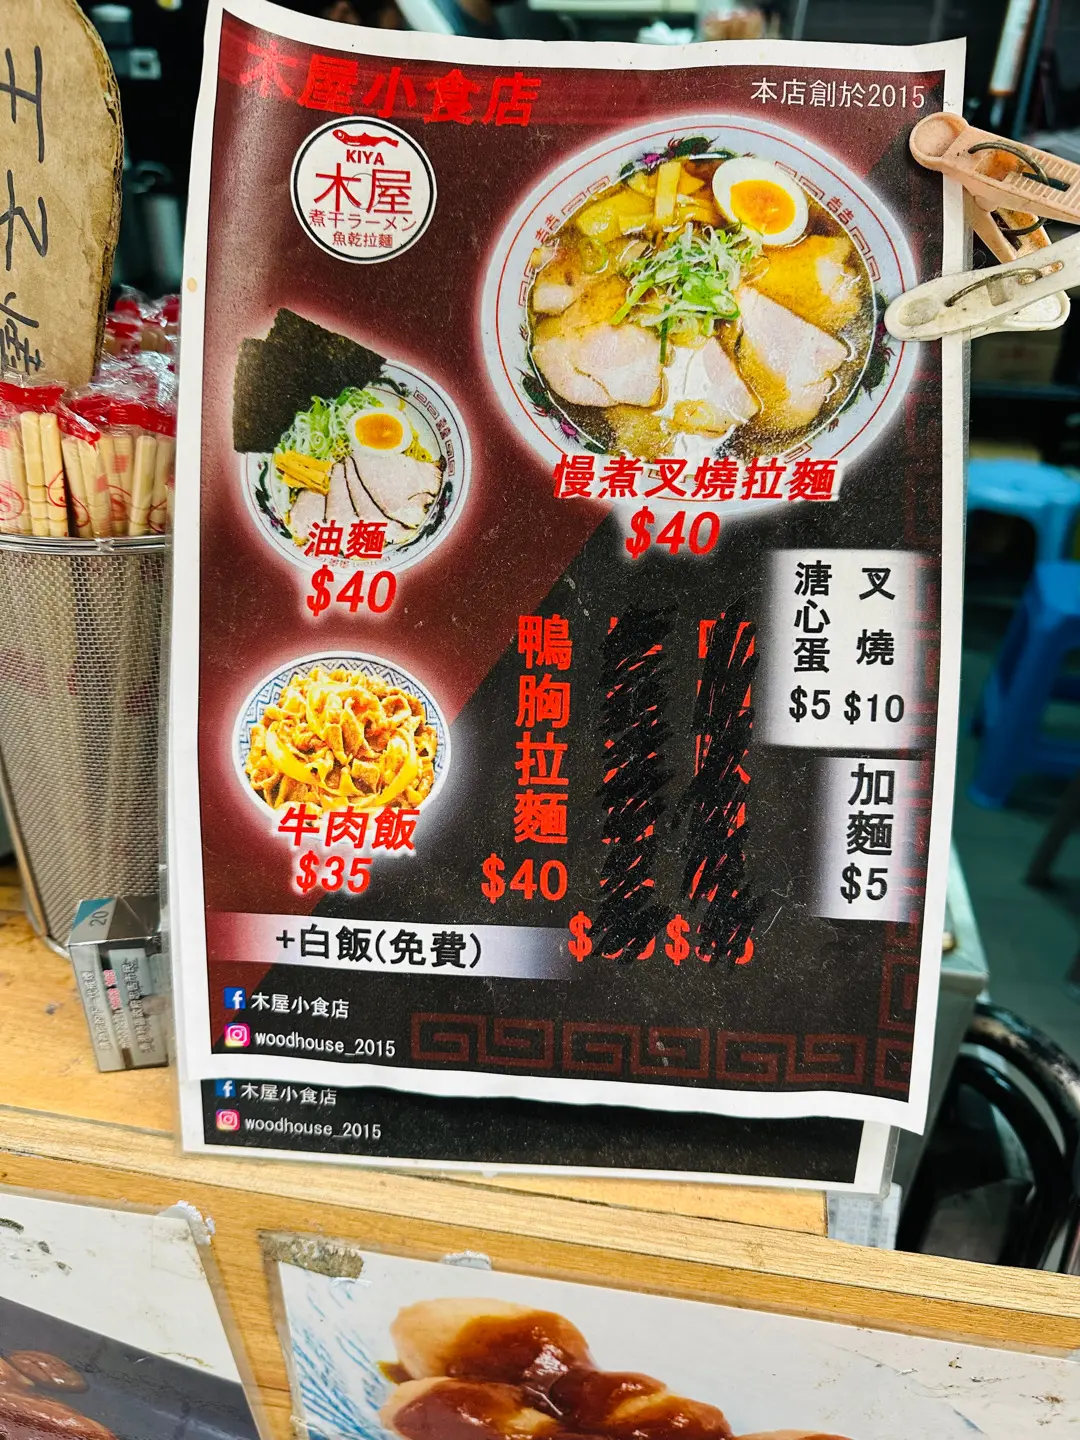 木屋小食店
本店創於2015
KIYA
木屋
煮干ラーメン
魚乾拉麵
慢煮叉燒拉麵
$40
油麵
$40
溏心蛋
$5
叉燒
$10
鴨胸拉麵
$40
牛肉飯
$35
加麵
$5
+白飯(免費)
木屋小食店
woodhouse_2015
木屋小食店
woodhouse_2015
20